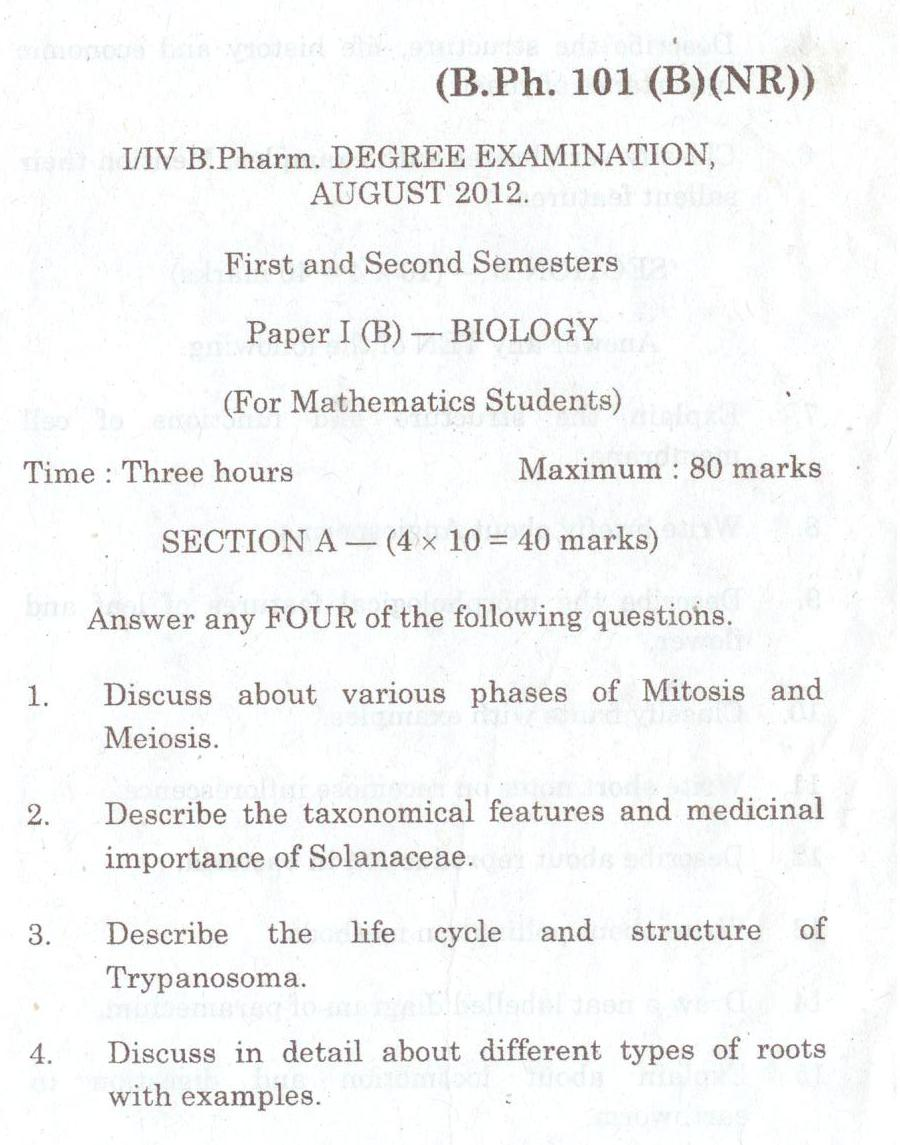 (B.Ph. 101 (B)(NR))
I/IV B.Pharm. DEGREE EXAMINATION,
AUGUST 2012.
First and Second Semesters
Paper I (B) — BIOLOGY
(For Mathematics Students)
Time : Three hours Maximum : 80 marks
SECTION A — (4 × 10 = 40 marks)
Answer any FOUR of the following questions.
1. Discuss about various phases of Mitosis and
Meiosis.
2. Describe the taxonomical features and medicinal
importance of Solanaceae.
3. Describe the life cycle and structure of
Trypanosoma.
4. Discuss in detail about different types of roots
with examples.